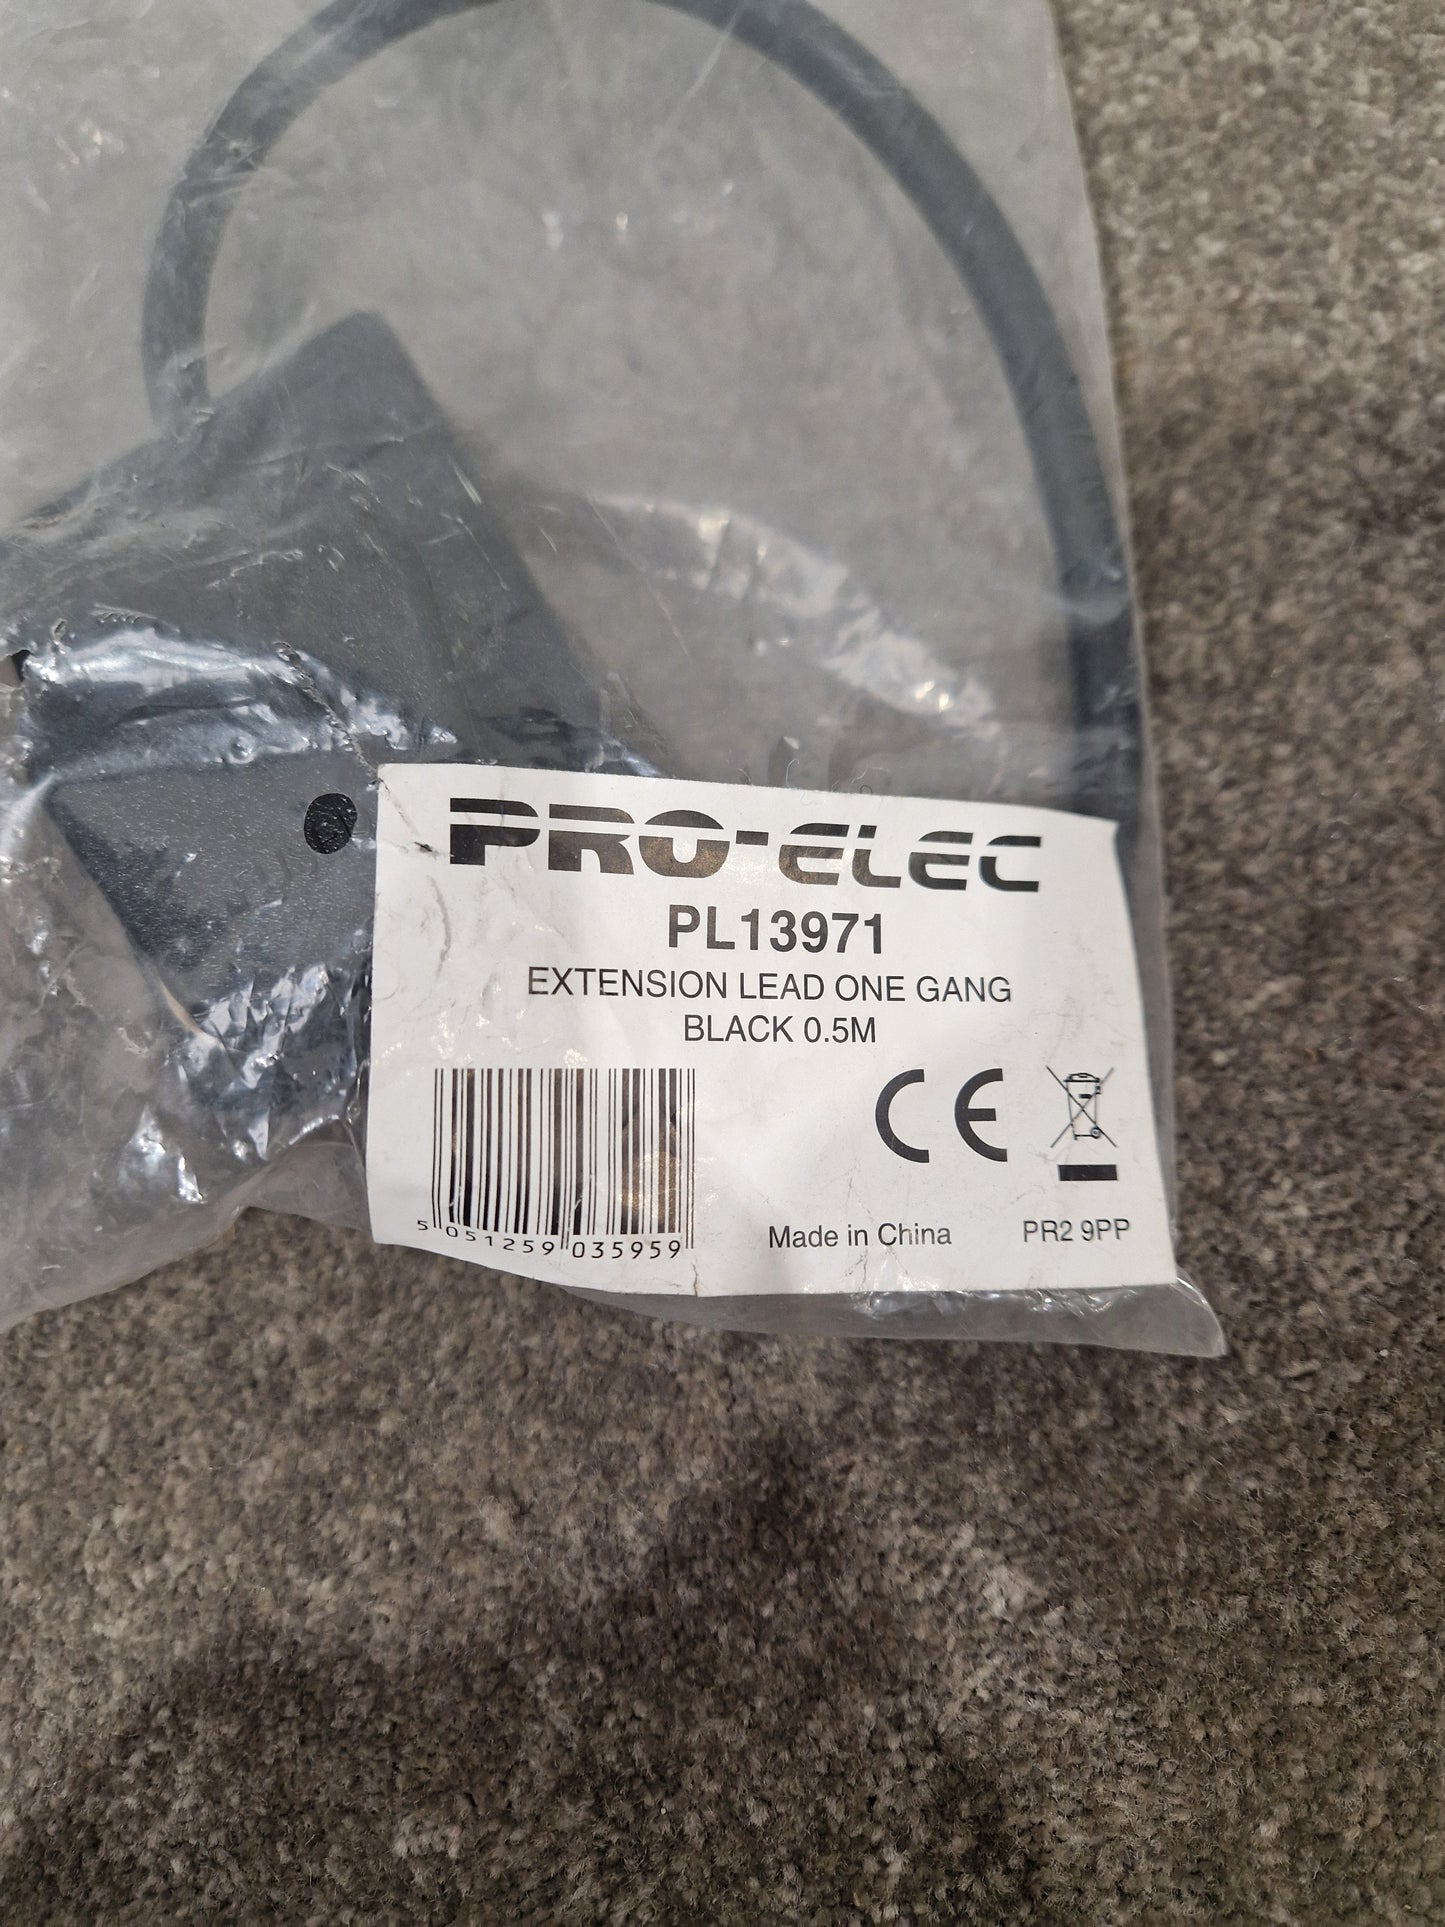 PRO-ELEC
PL13971
EXTENSION LEAD ONE GANG
BLACK 0.5M
CE
5 051259 035959
Made in China
PR2 9PP